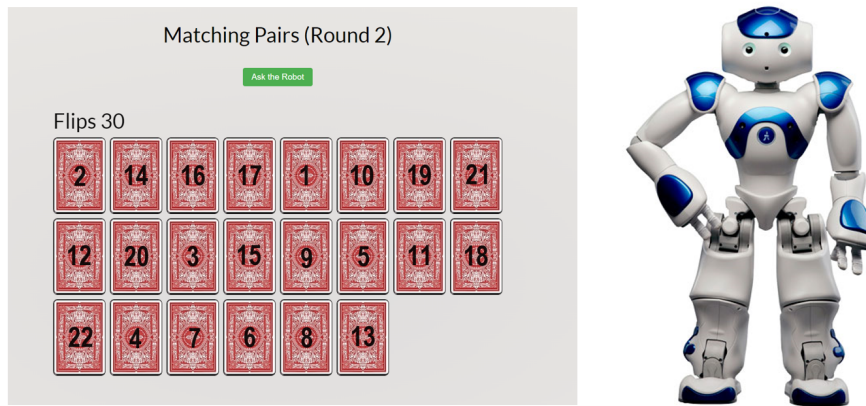 Matching Pairs (Round 2)
Ask the Robot
Flips 30
2 14 16 17 1 10 19 21
12 20 3 15 9 5 11 18
22 4 7 6 8 13